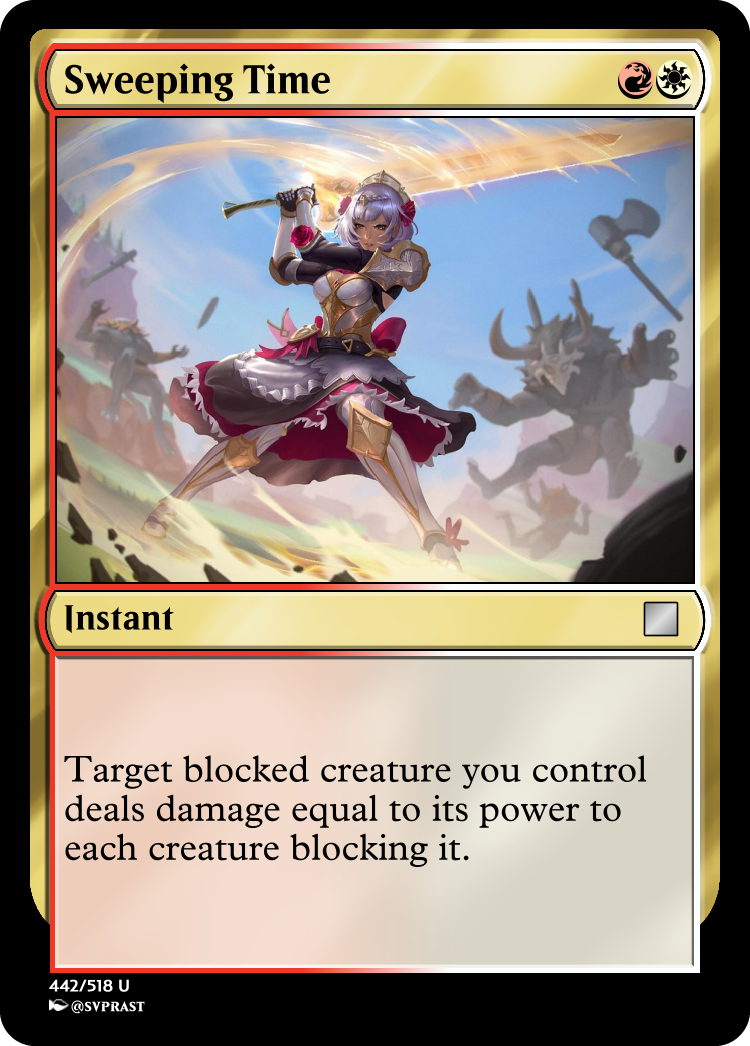 Sweeping Time
Instant
Target blocked creature you control
deals damage equal to its power to
each creature blocking it.
442/518 U
@SVPRAST